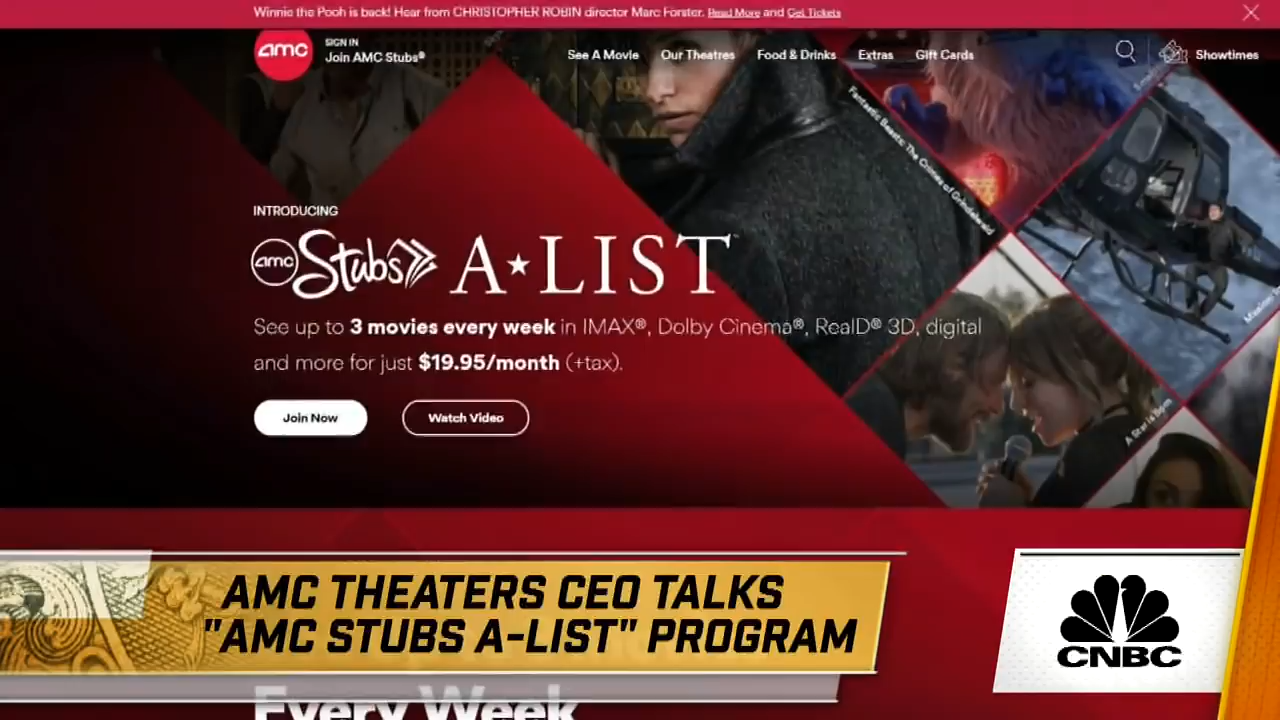 Winnie the Pooh is back! Hear from CHRISTOPHER ROBIN director Marc Forster. Read More and Get Tickets
amc
SIGN IN
Join AMC Stubs®
See A Movie
Our Theatres
Food & Drinks
Extras
Gift Cards
Showtimes
Fantastic Beasts: The Crimes of Grindelwald
INTRODUCING
amc Stubs A★LIST™
See up to 3 movies every week in IMAX®, Dolby Cinema®, RealD® 3D, digital
and more for just $19.95/month (+tax).
Join Now
Watch Video
A Star Is Born
AMC THEATERS CEO TALKS
"AMC STUBS A-LIST" PROGRAM
CNBC
Every Week